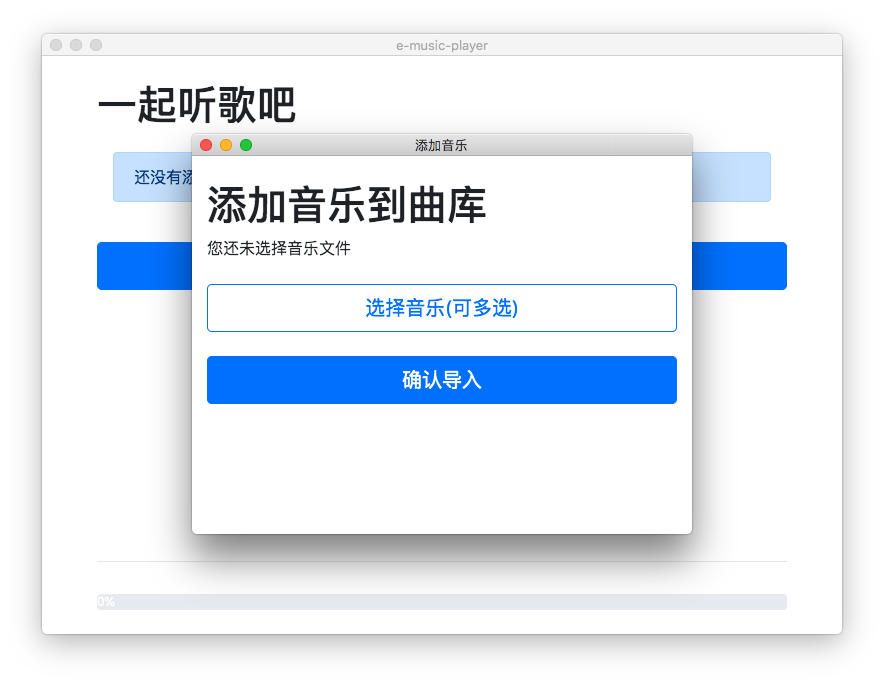 e-music-player
一起听歌吧
还没有添
添加音乐
添加音乐到曲库
您还未选择音乐文件
选择音乐(可多选)
确认导入
0%